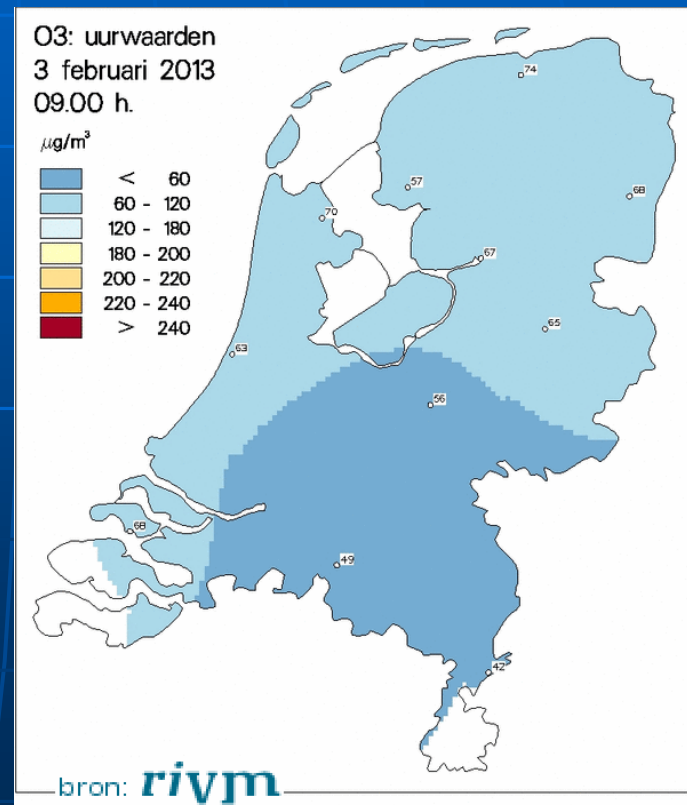 O3: uurwaarden
3 februari 2013
09.00 h.
µg/m³
< 60
60 - 120
120 - 180
180 - 200
200 - 220
220 - 240
> 240
74
57
68
70
67
65
63
56
68
49
42
bron: rivm